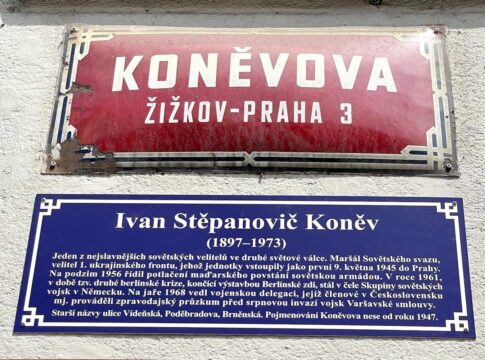 KONĚVOVA
ŽIŽKOV-PRAHA 3
Ivan Stěpanovič Koněv
(1897–1973)
Jeden z nejslavnějších sovětských velitelů ve druhé světové válce. Maršál Sovětského svazu,
velitel 1. ukrajinského frontu, jehož jednotky vstoupily jako první 9. května 1945 do Prahy.
Na podzim 1956 řídil potlačení maďarského povstání sovětskou armádou. V roce 1961,
v době tzv. druhé berlínské krize, končící výstavbou Berlínské zdi, stál v čele Skupiny sovětských
vojsk v Německu. Na jaře 1968 vedl vojenskou delegaci, jejíž členové v Československu
mj. prováděli zpravodajský průzkum před srpnovou invazí vojsk Varšavské smlouvy.
Starší názvy ulice Vídeňská, Poděbradova, Brněnská. Pojmenování Koněvova nese od roku 1947.